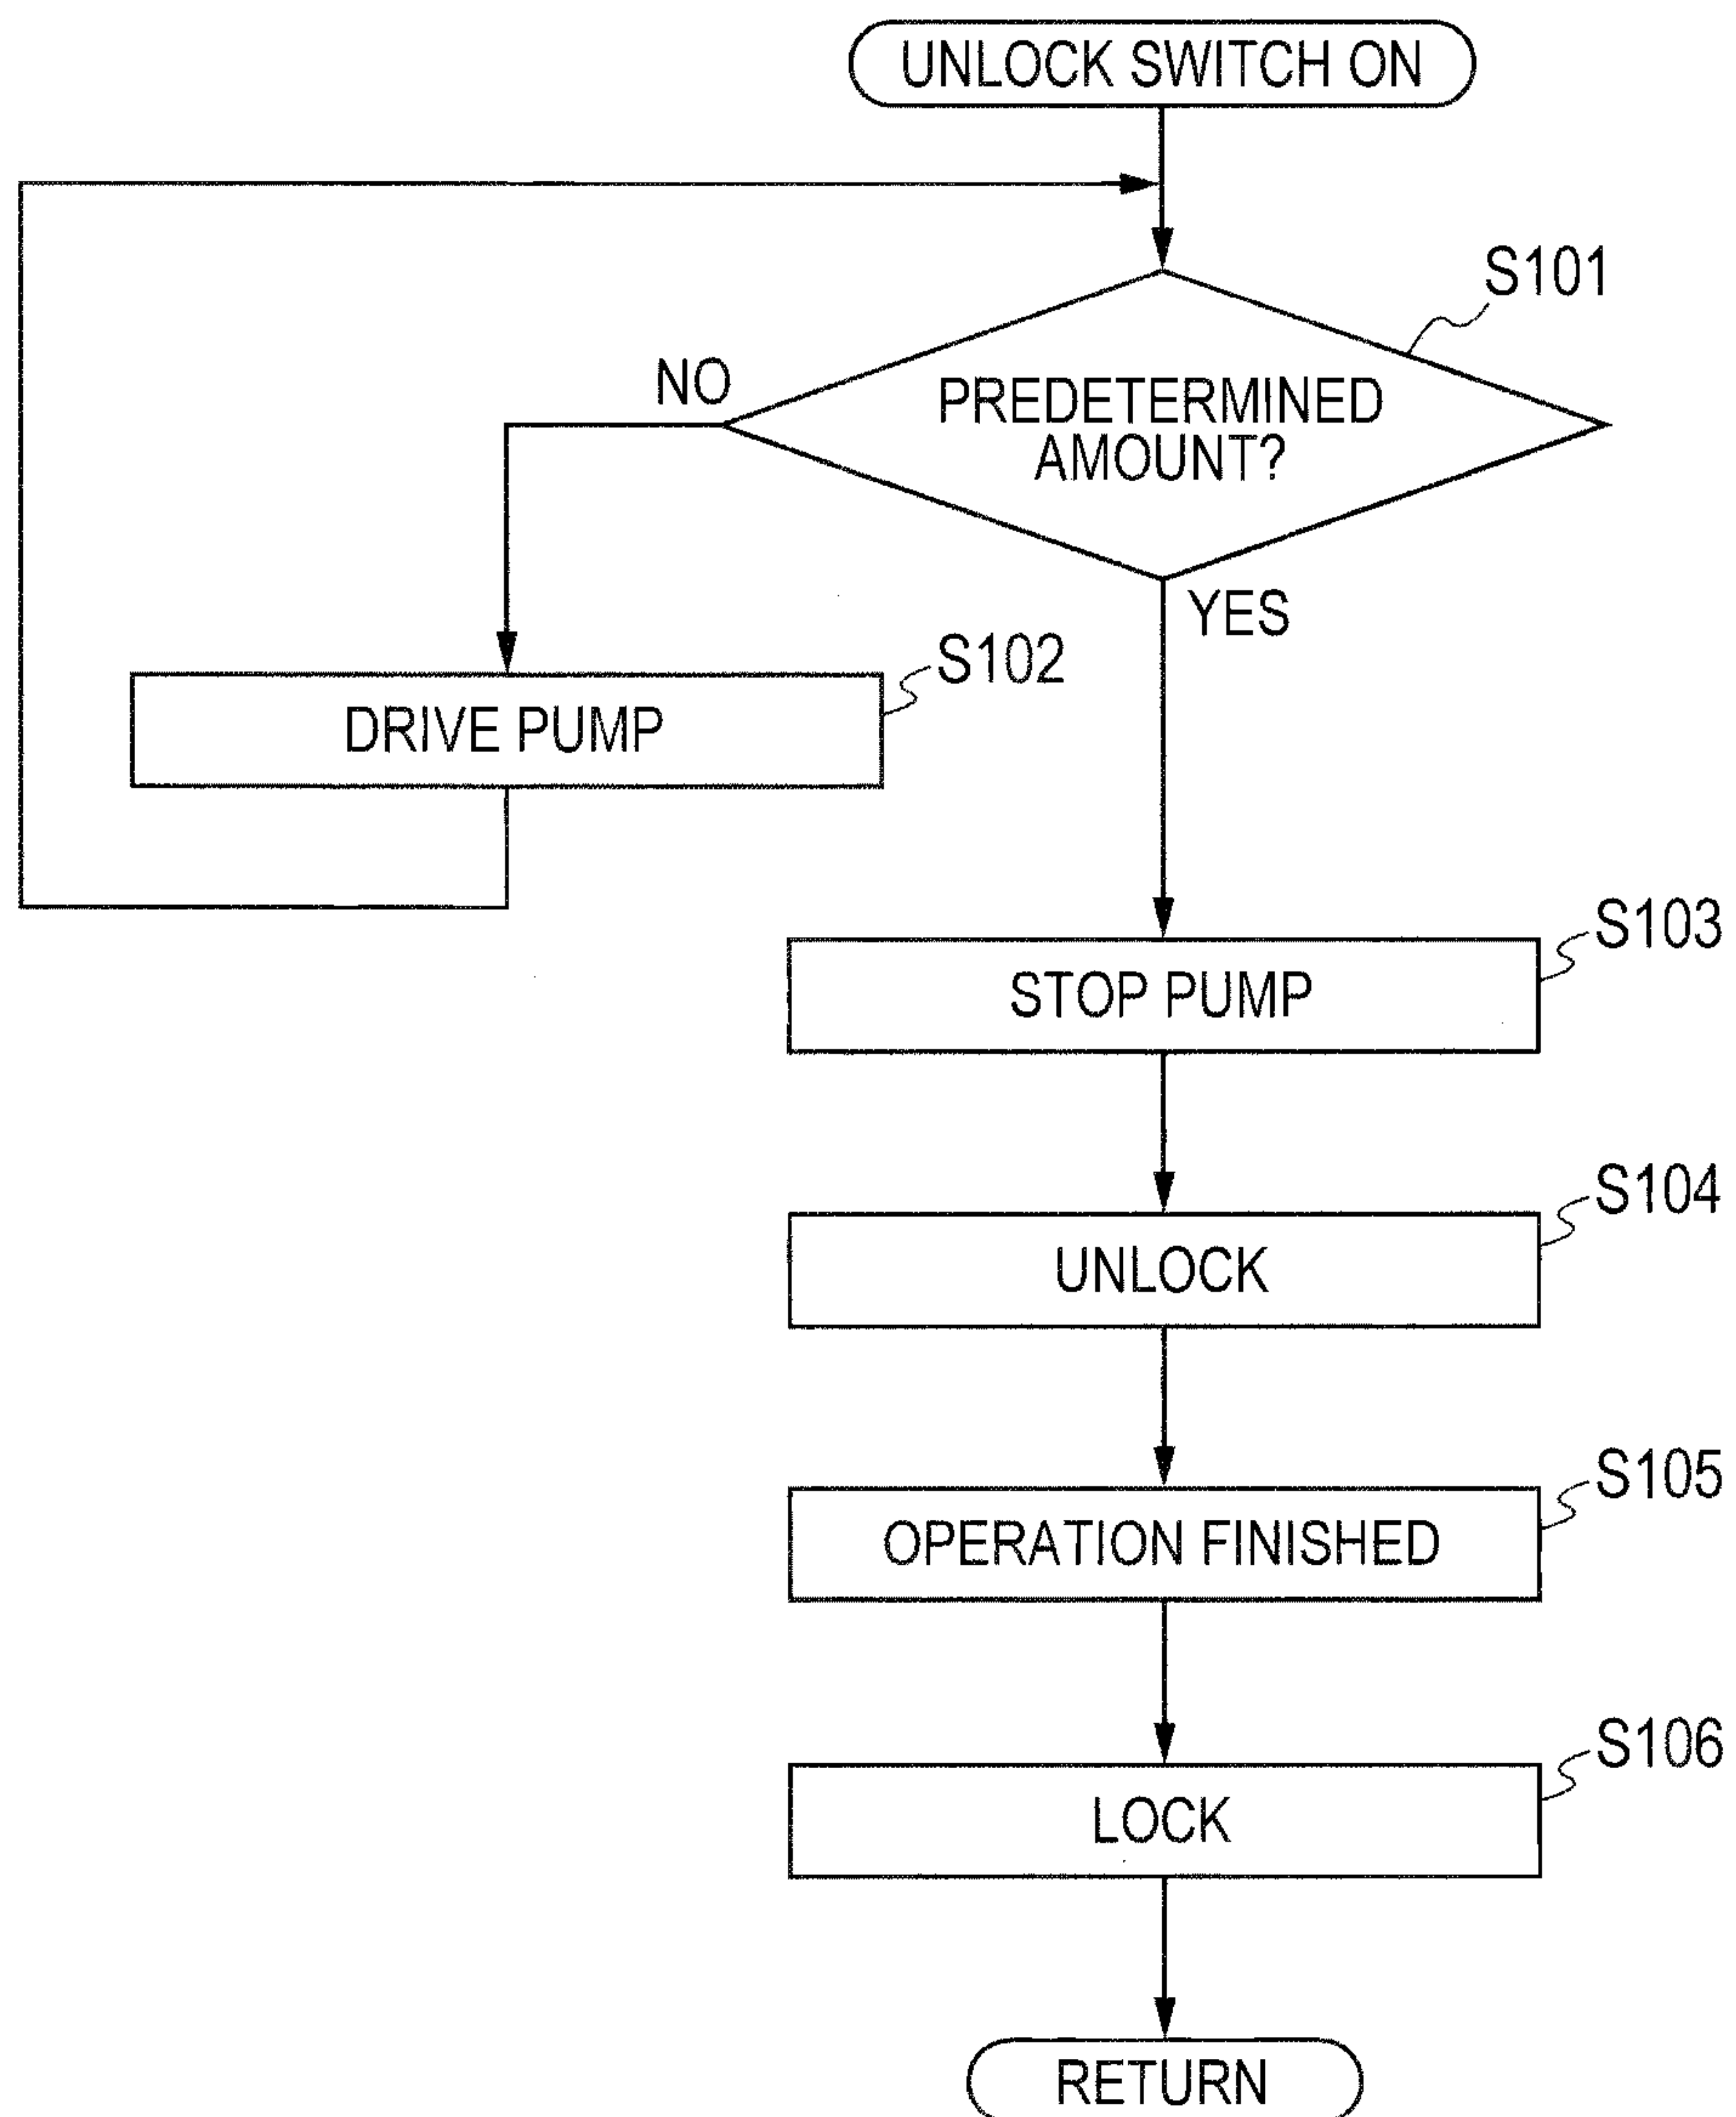 UNLOCK SWITCH ON
S101
NO
PREDETERMINED
AMOUNT?
YES
S102
DRIVE PUMP
S103
STOP PUMP
S104
UNLOCK
S105
OPERATION FINISHED
S106
LOCK
RETURN